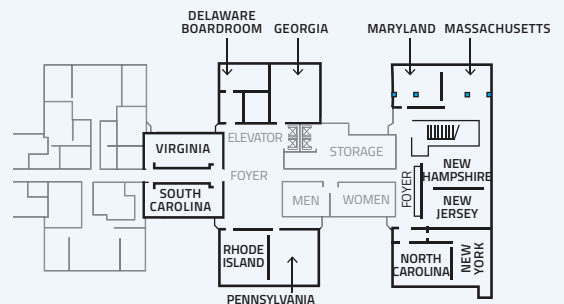 DELAWARE
BOARDROOM
GEORGIA
MARYLAND
MASSACHUSETTS
VIRGINIA
ELEVATOR
STORAGE
FOYER
SOUTH
CAROLINA
MEN
WOMEN
FOYER
NEW
HAMPSHIRE
NEW
JERSEY
RHODE
ISLAND
NORTH
CAROLINA
NEW
YORK
PENNSYLVANIA